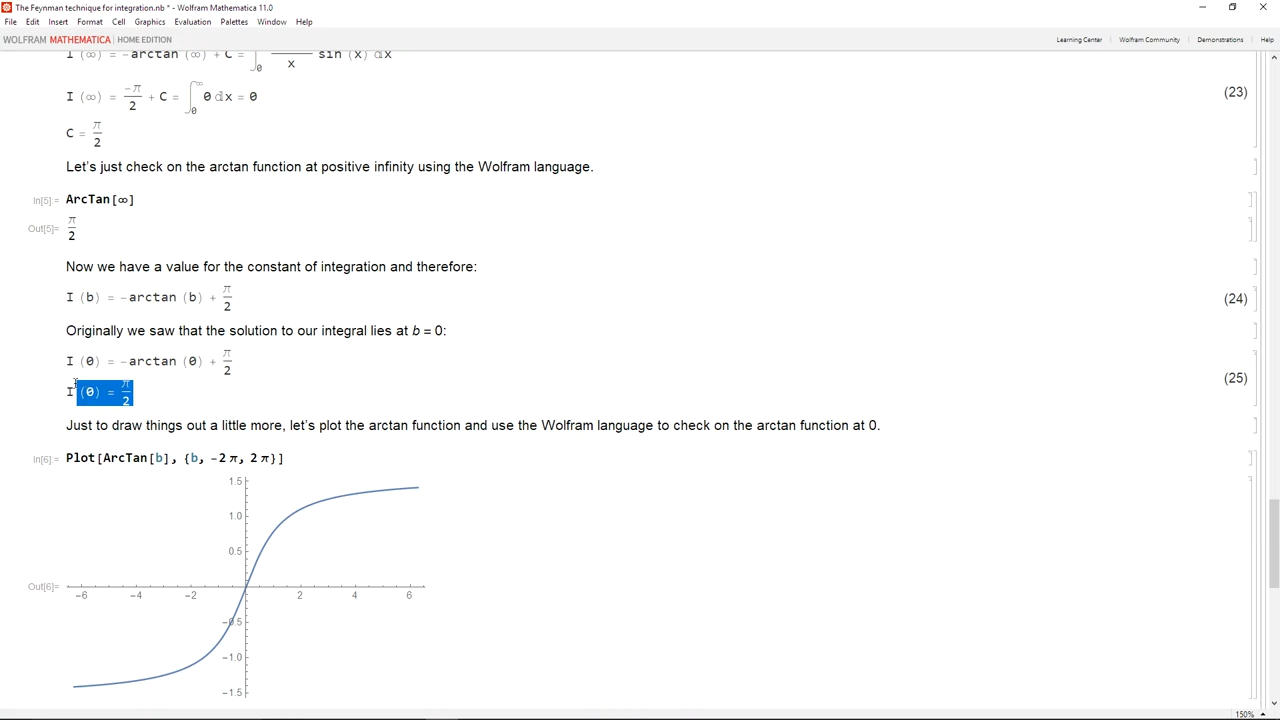 The Feynman technique for integration.nb * - Wolfram Mathematica 11.0
File Edit Insert Format Cell Graphics Evaluation Palettes Window Help
WOLFRAM MATHEMATICA | HOME EDITION Learning Center Wolfram Community Demonstrations Help
I (∞) = -arctan (∞) + C = ∫0 x sin (x) ⅆx
I (∞) = -π/2 + C = ∫0^∞ 0 ⅆx = 0 (23)
C = π/2
Let's just check on the arctan function at positive infinity using the Wolfram language.
In[5]:= ArcTan[∞]
Out[5]= π/2
Now we have a value for the constant of integration and therefore:
I (b) = -arctan (b) + π/2 (24)
Originally we saw that the solution to our integral lies at b = 0:
I (0) = -arctan (0) + π/2
I (0) = π/2 (25)
Just to draw things out a little more, let's plot the arctan function and use the Wolfram language to check on the arctan function at 0.
In[6]:= Plot[ArcTan[b], {b, -2 π, 2 π}]
1.5
1.0
0.5
Out[6]= -6 -4 -2 2 4 6
-0.5
-1.0
-1.5
150%